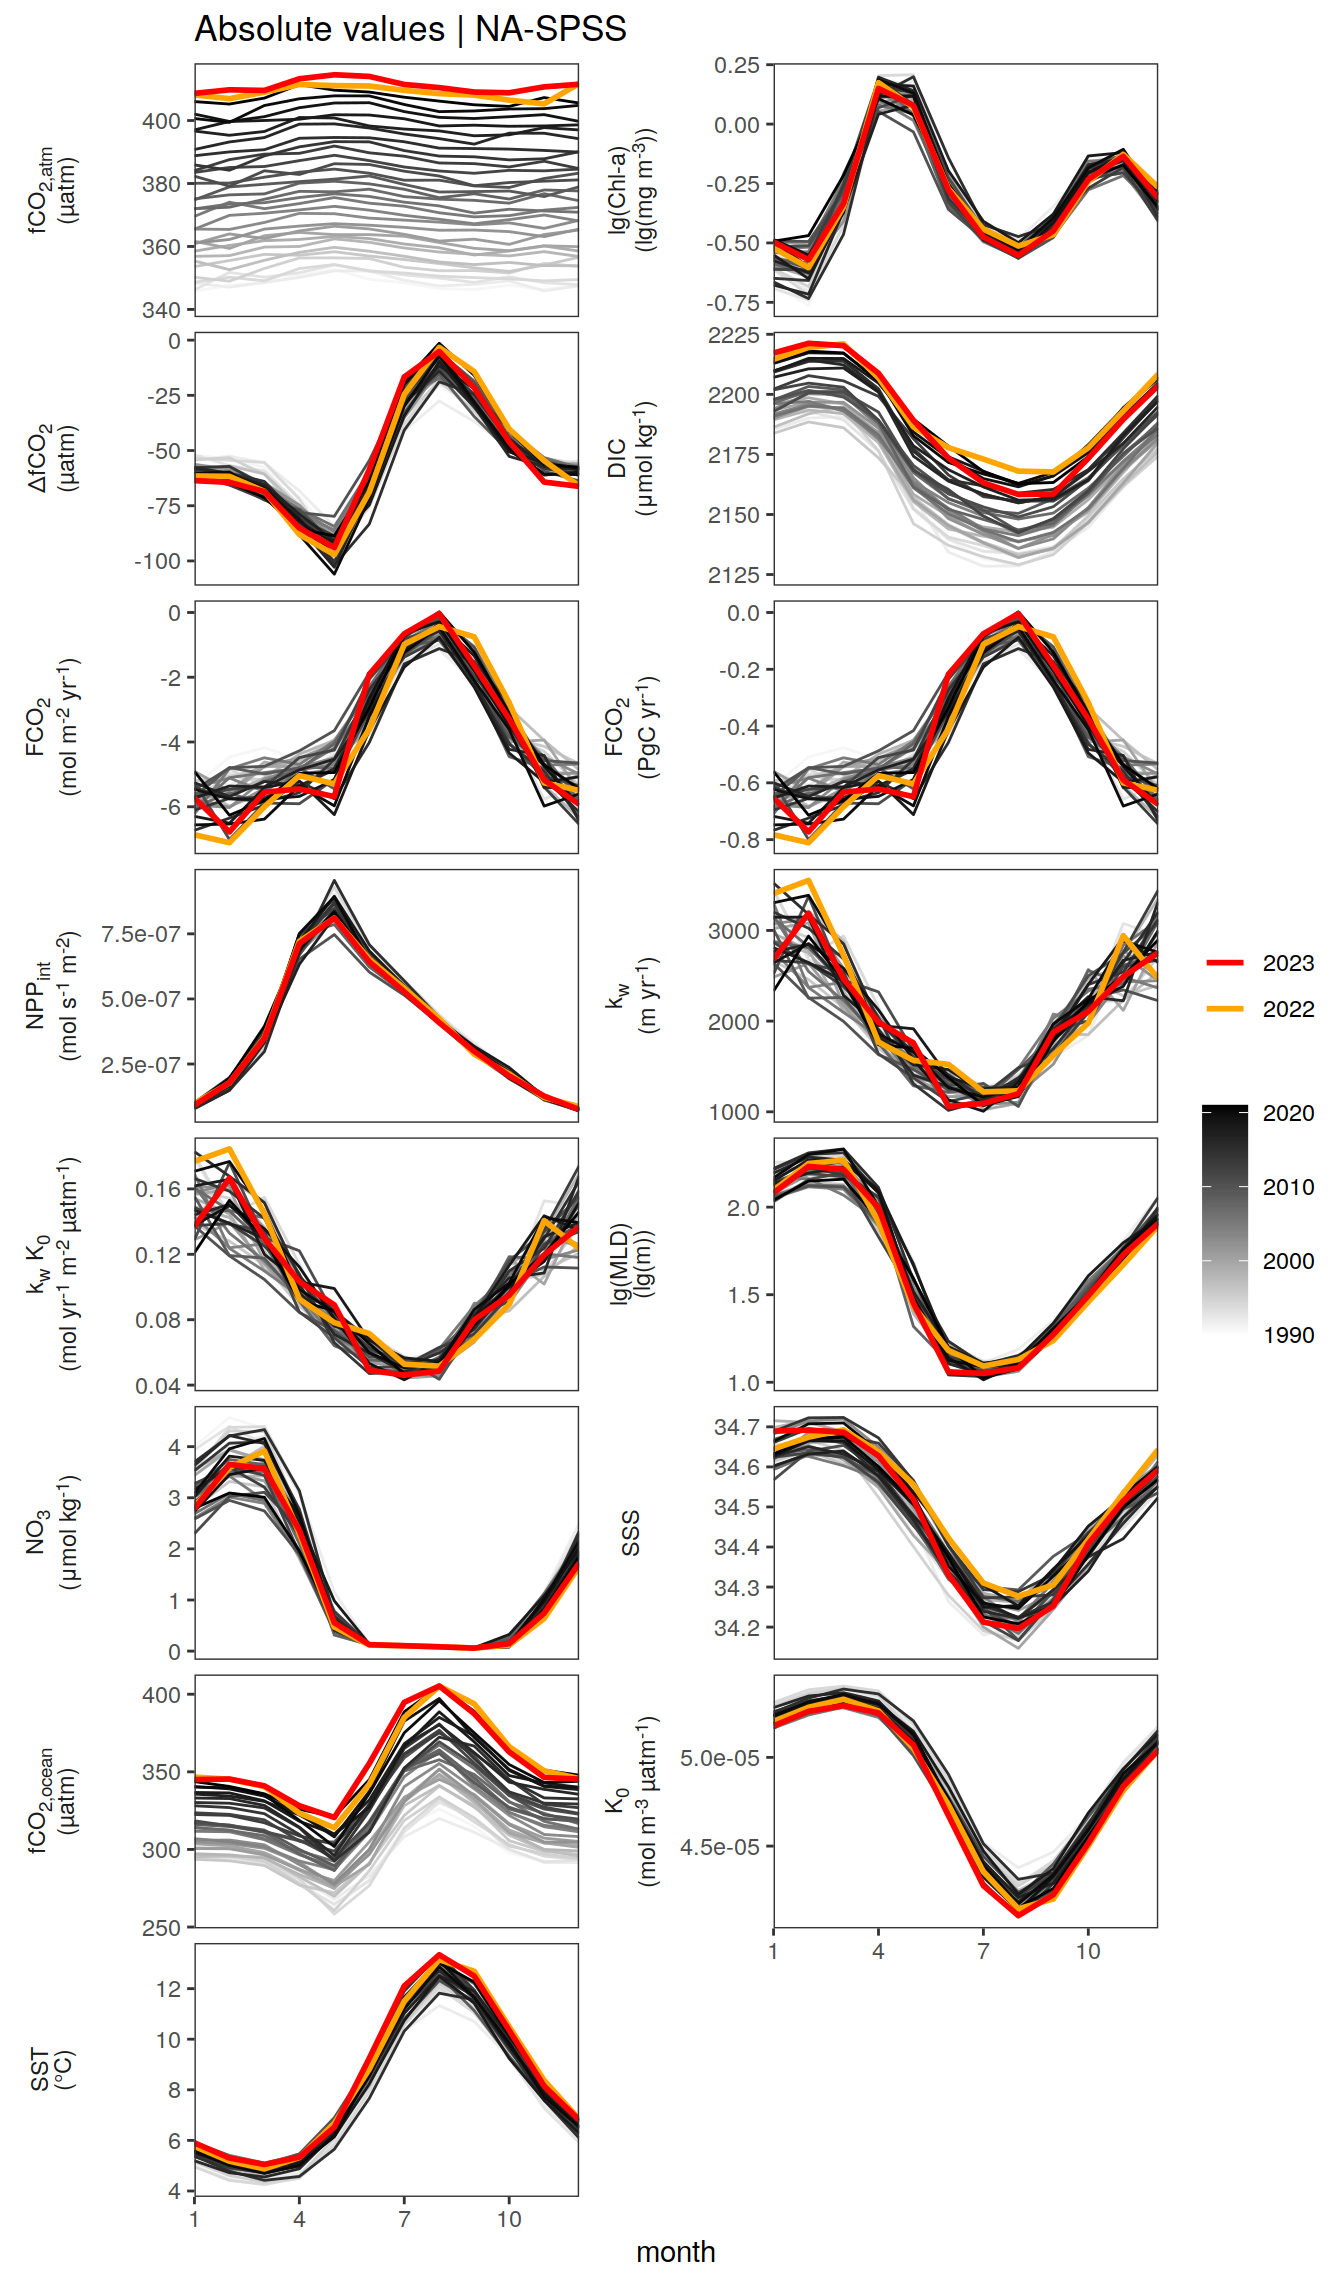 Absolute values | NA-SPSS
fCO2,atm
(µatm)
400
380
360
340
lg(Chl-a)
(lg(mg m-3))
0.25
0.00
-0.25
-0.50
-0.75
ΔfCO2
(µatm)
0
-25
-50
-75
-100
DIC
(µmol kg-1)
2225
2200
2175
2150
2125
FCO2
(mol m-2 yr-1)
0
-2
-4
-6
FCO2
(PgC yr-1)
0.0
-0.2
-0.4
-0.6
-0.8
NPPint
(mol s-1 m-2)
7.5e-07
5.0e-07
2.5e-07
kw
(m yr-1)
3000
2000
1000
2023
2022
2020
2010
2000
1990
kw K0
(mol yr-1 m-2 µatm-1)
0.16
0.12
0.08
0.04
lg(MLD)
(lg(m))
2.0
1.5
1.0
NO3
(µmol kg-1)
4
3
2
1
0
SSS
34.7
34.6
34.5
34.4
34.3
34.2
fCO2,ocean
(µatm)
400
350
300
250
K0
(mol m-3 µatm-1)
5.0e-05
4.5e-05
1 4 7 10
SST
(°C)
12
10
8
6
4
1 4 7 10
month